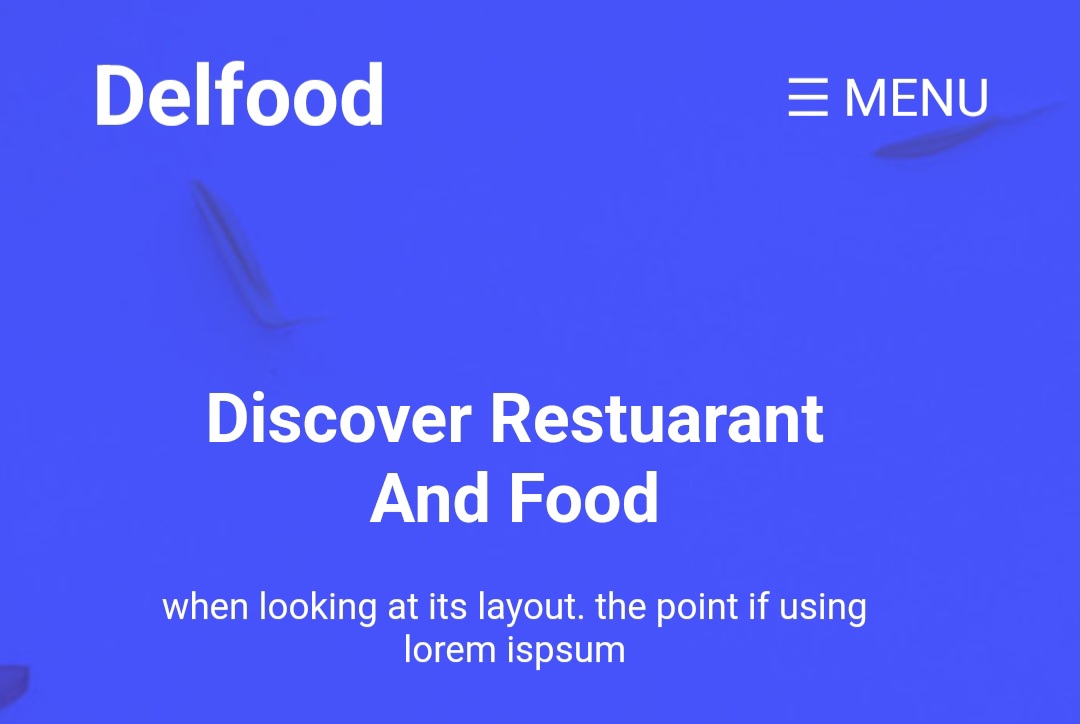 Delfood
☰ MENU
Discover Restuarant
And Food
when looking at its layout. the point if using
lorem ispsum